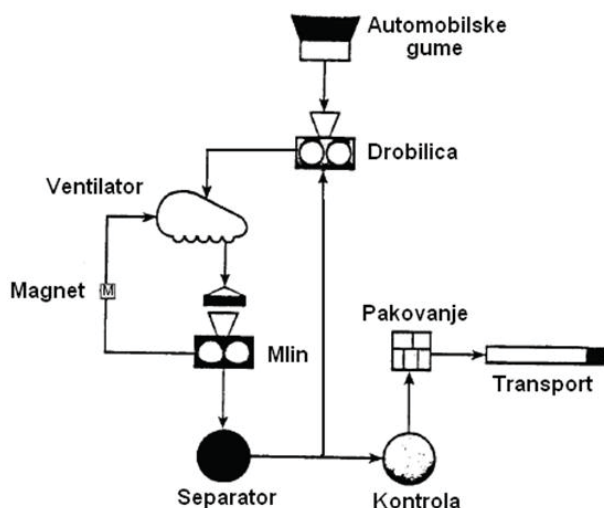 Automobilske
gume
Drobilica
Ventilator
Magnet
M
Mlin
Pakovanje
Transport
Separator
Kontrola